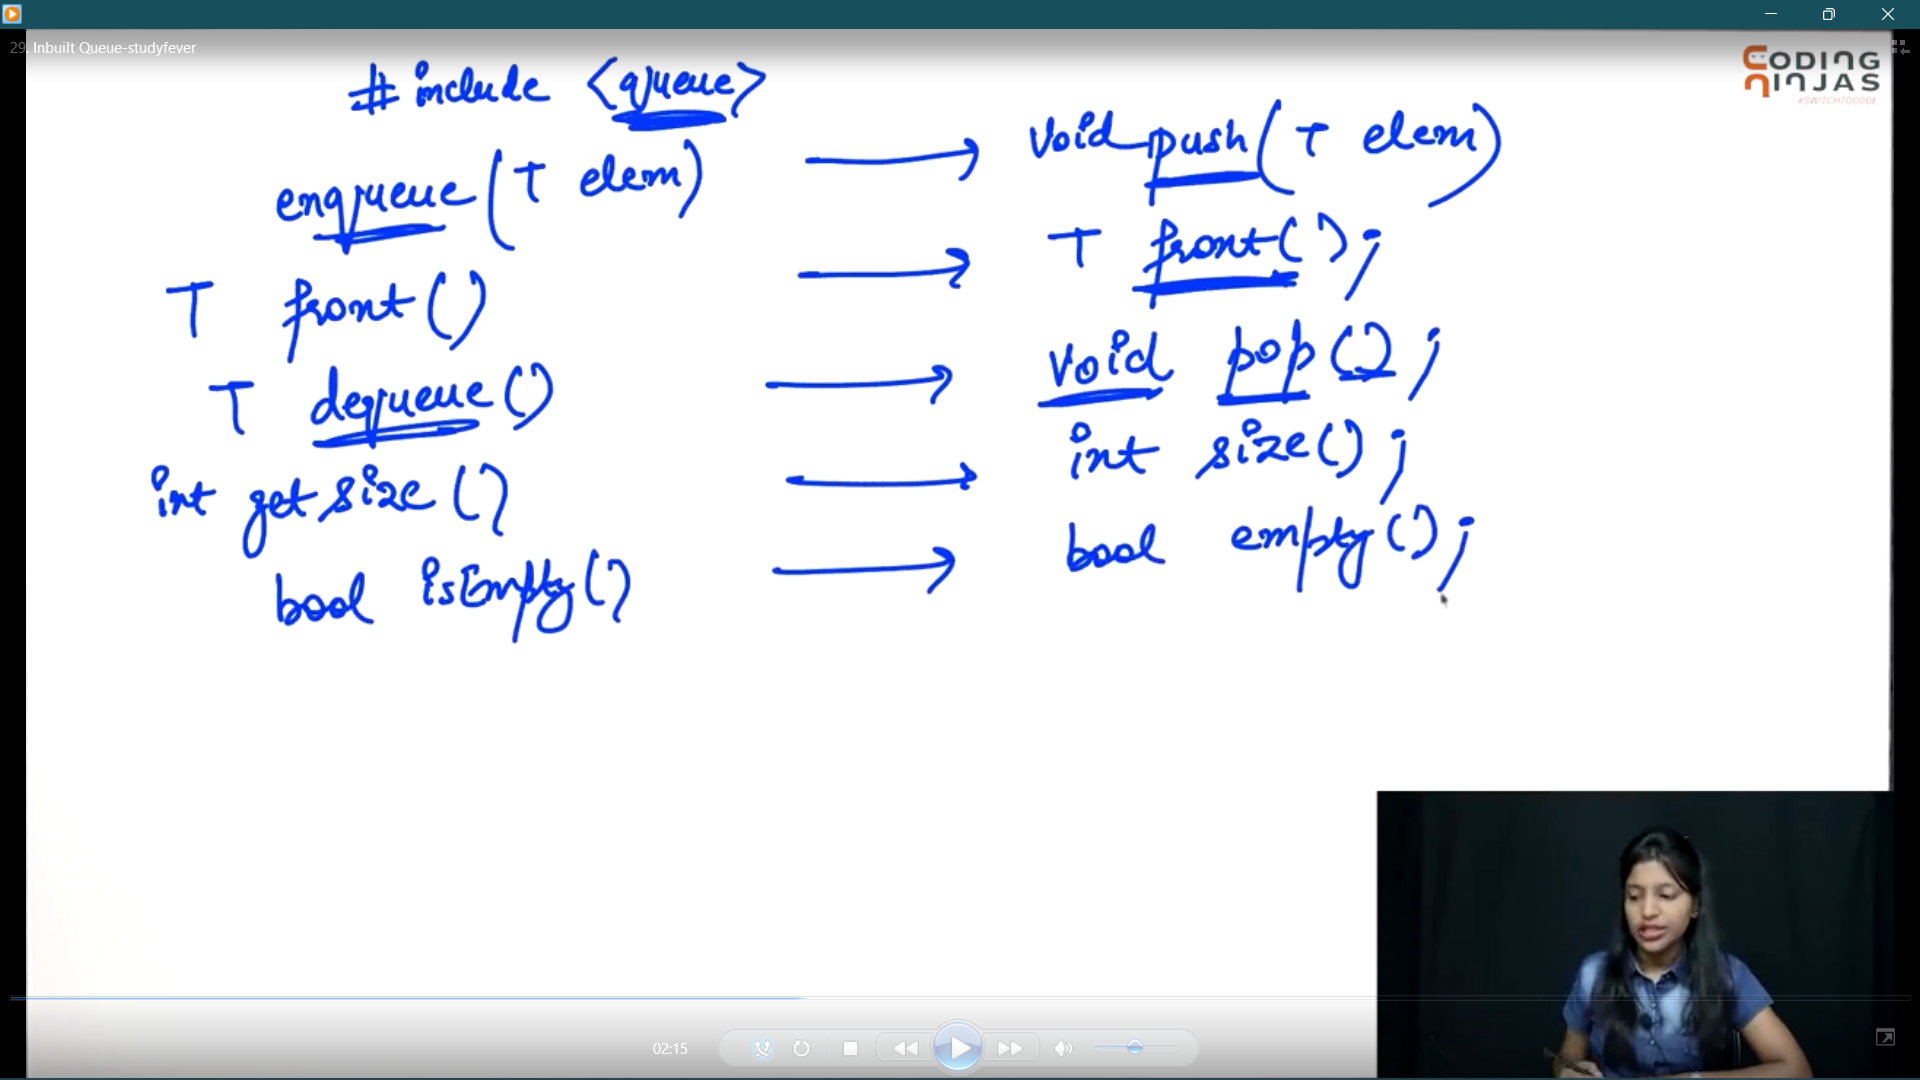 29. Inbuilt Queue-studyfever
CODING
NINJAS
#SWITCHTOCODE
#include <queue>
enqueue(T elem) → void push(T elem)
T front() → T front();
T dequeue() → void pop();
int getsize() → int size();
bool isEmpty() → bool empty();
02:15